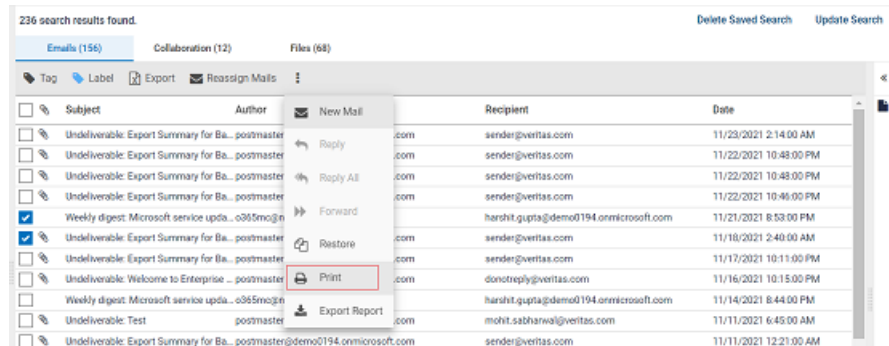 236 search results found.
Delete Saved Search Update Search
Emails (156) Collaboration (12) Files (68)
Tag Label Export Reassign Mails
Subject Author Recipient Date
New Mail
Reply
Reply All
Forward
Restore
Print
Export Report
Undeliverable: Export Summary for Ba... postmaster .com sender@veritas.com 11/23/2021 2:14:00 AM
Undeliverable: Export Summary for Ba... postmaster .com sender@veritas.com 11/22/2021 10:48:00 PM
Undeliverable: Export Summary for Ba... postmaster .com sender@veritas.com 11/22/2021 10:48:00 PM
Undeliverable: Export Summary for Ba... postmaster .com sender@veritas.com 11/22/2021 10:46:00 PM
Weekly digest: Microsoft service upda... o365mc@n harshit.gupta@demo0194.onmicrosoft.com 11/21/2021 8:53:00 PM
Undeliverable: Export Summary for Ba... postmaster .com sender@veritas.com 11/18/2021 2:40:00 AM
Undeliverable: Export Summary for Ba... postmaster .com sender@veritas.com 11/17/2021 10:11:00 PM
Undeliverable: Welcome to Enterprise ... postmaster .com donotreply@veritas.com 11/16/2021 10:15:00 PM
Weekly digest: Microsoft service upda... o365mc@n harshit.gupta@demo0194.onmicrosoft.com 11/14/2021 8:44:00 PM
Undeliverable: Test postmaster .com mohit.sabharwal@veritas.com 11/11/2021 6:45:00 AM
Undeliverable: Export Summary for Ba... postmaster@demo0194.onmicrosoft.com sender@veritas.com 11/11/2021 12:21:00 AM